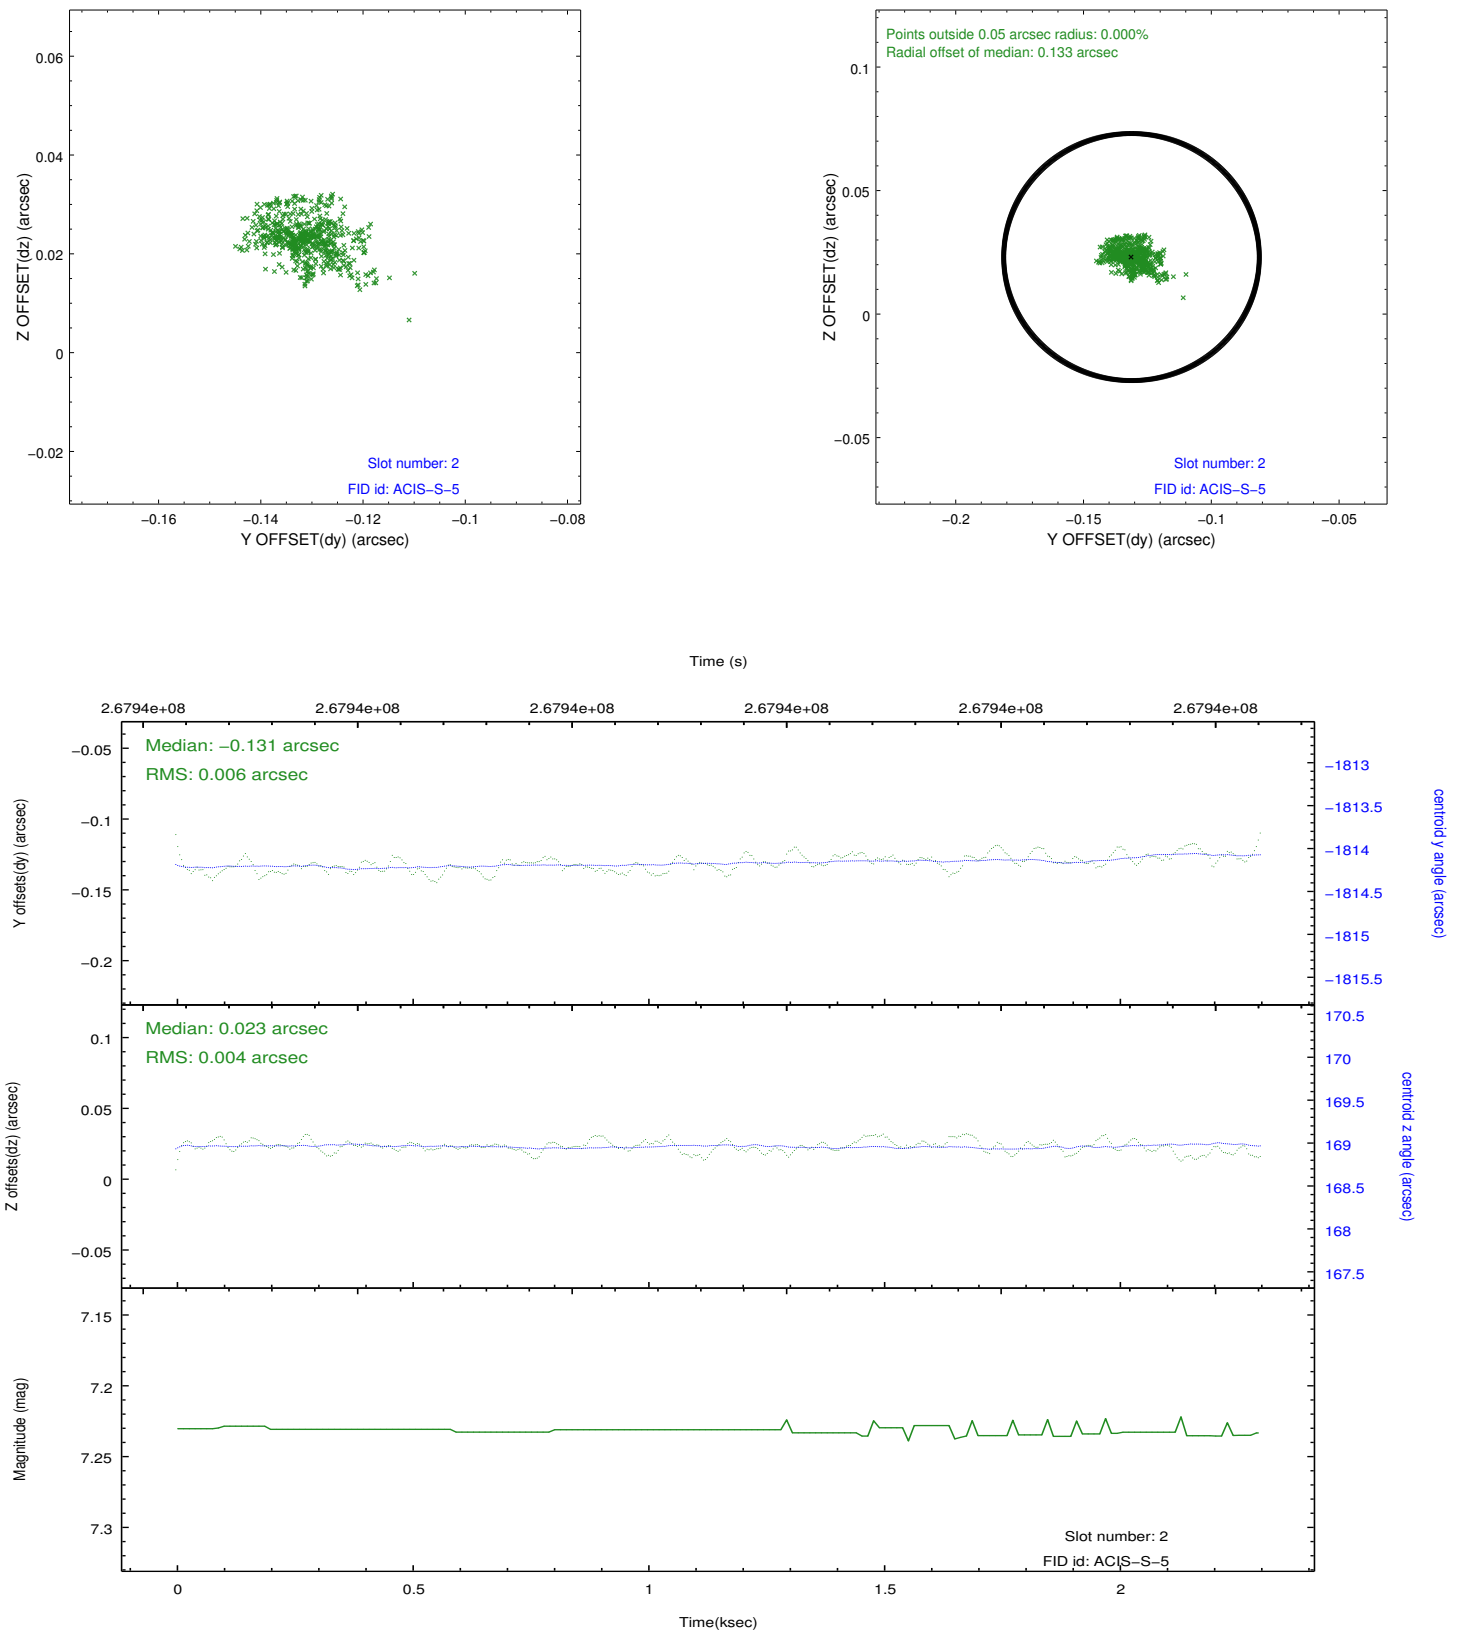 0.06
0.04
0.02
0
−0.02
Z OFFSET(dz) (arcsec)
Slot number: 2
FID id: ACIS−S−5
−0.16
−0.14
−0.12
−0.1
−0.08
Y OFFSET(dy) (arcsec)
Points outside 0.05 arcsec radius: 0.000%
Radial offset of median: 0.133 arcsec
0.1
0.05
0
−0.05
Z OFFSET(dz) (arcsec)
Slot number: 2
FID id: ACIS−S−5
−0.2
−0.15
−0.1
−0.05
Y OFFSET(dy) (arcsec)
Time (s)
2.6794e+08 2.6794e+08 2.6794e+08 2.6794e+08 2.6794e+08 2.6794e+08
Median: −0.131 arcsec
RMS: 0.006 arcsec
−0.05
−0.1
−0.15
−0.2
Y offsets(dy) (arcsec)
−1813
−1813.5
−1814
−1814.5
−1815
−1815.5
centroid y angle (arcsec)
Median: 0.023 arcsec
RMS: 0.004 arcsec
0.1
0.05
0
−0.05
Z offsets(dz) (arcsec)
170.5
170
169.5
169
168.5
168
167.5
centroid z angle (arcsec)
7.15
7.2
7.25
7.3
Magnitude (mag)
Slot number: 2
FID id: ACIS−S−5
0 0.5 1 1.5 2
Time(ksec)